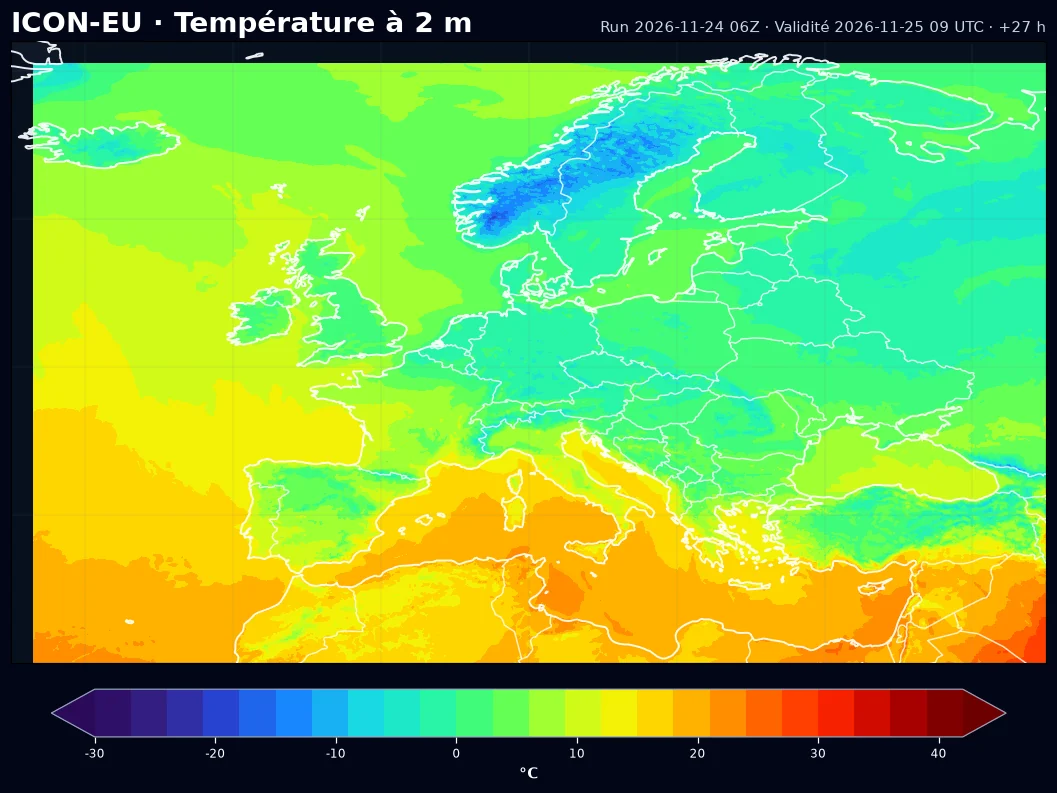 ICON-EU · Température à 2 m
Run 2026-11-24 06Z · Validité 2026-11-25 09 UTC · +27 h
-30 -20 -10 0 10 20 30 40
°C